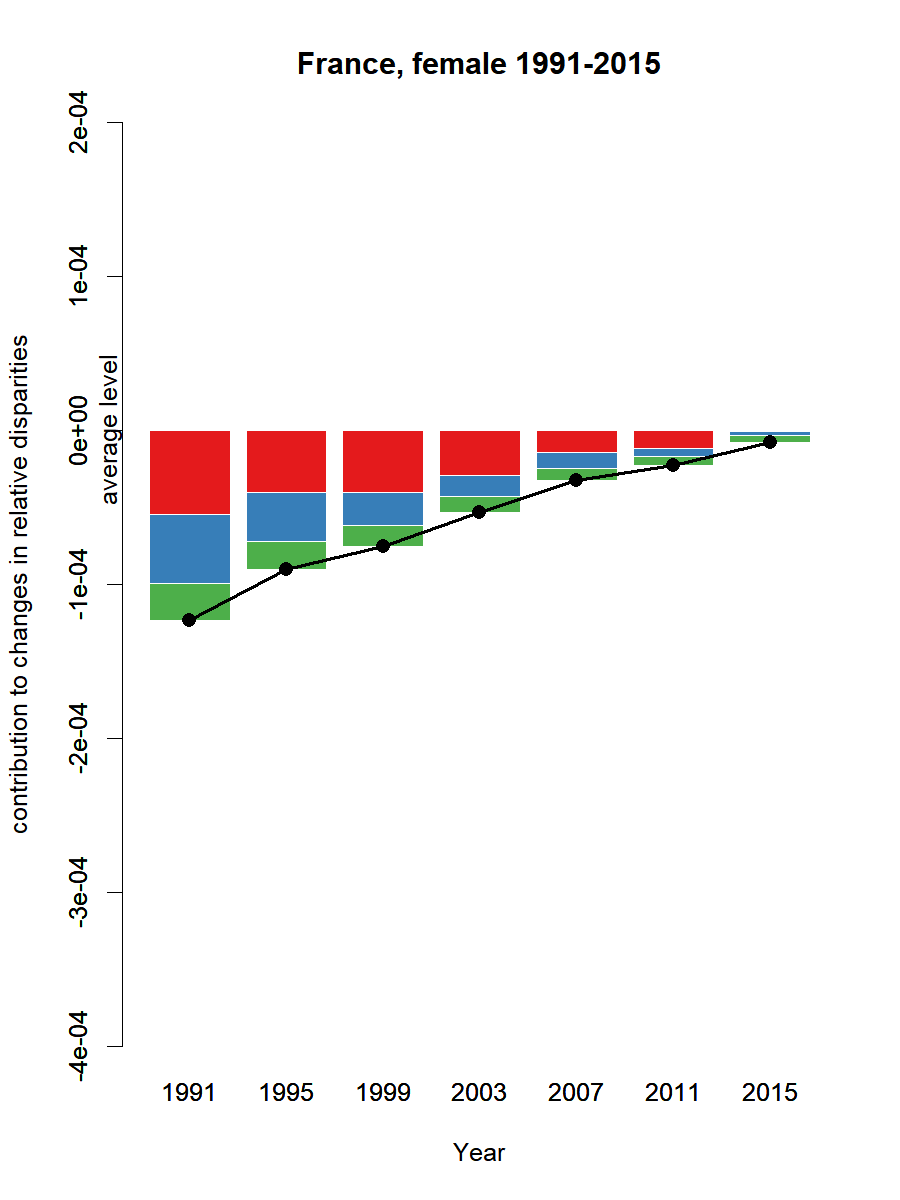 France, female 1991-2015
contribution to changes in relative disparities
average level
2e-04
1e-04
0e+00
-1e-04
-2e-04
-3e-04
-4e-04
1991 1995 1999 2003 2007 2011 2015
Year